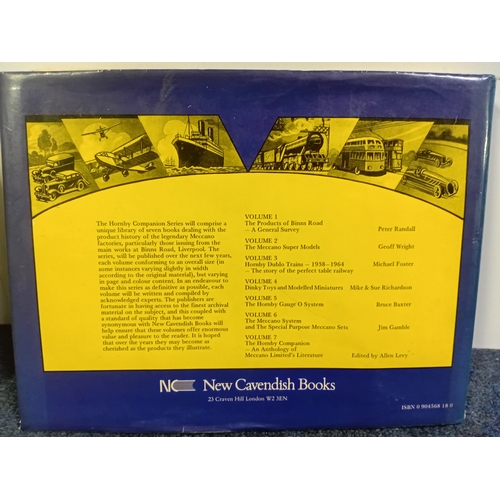 The Hornby Companion Series will comprise a
unique library of seven books dealing with the
product history of the legendary Meccano
factories, particularly those issuing from the
main works at Binns Road, Liverpool. The
series, will be published over the next few years,
each volume conforming to an overall size (in
some instances varying slightly in width
according to the original material), but varying
in page and colour content. In an endeavour to
make this series as definitive as possible, each
volume will be written and compiled by
acknowledged experts. The publishers are
fortunate in having access to the finest archival
material on the subject, and this coupled with
a standard of quality that has become
synonymous with New Cavendish Books will
help ensure that these volumes offer enormous
value and pleasure to the reader. It is hoped
that over the years they may become as
cherished as the products they illustrate.
VOLUME 1
The Products of Binns Road
– A General Survey Peter Randall
VOLUME 2
The Meccano Super Models Geoff Wright
VOLUME 3
Hornby Dublo Trains – 1938–1964 Michael Foster
– The story of the perfect table railway
VOLUME 4
Dinky Toys and Modelled Miniatures Mike & Sue Richardson
VOLUME 5
The Hornby Gauge O System Bruce Baxter
VOLUME 6
The Meccano System
and The Special Purpose Meccano Sets Jim Gamble
VOLUME 7
The Hornby Companion
– An Anthology of
Meccano Limited's Literature Edited by Allen Levy
NC New Cavendish Books
23 Craven Hill London W2 3EN
ISBN 0 904568 18 0